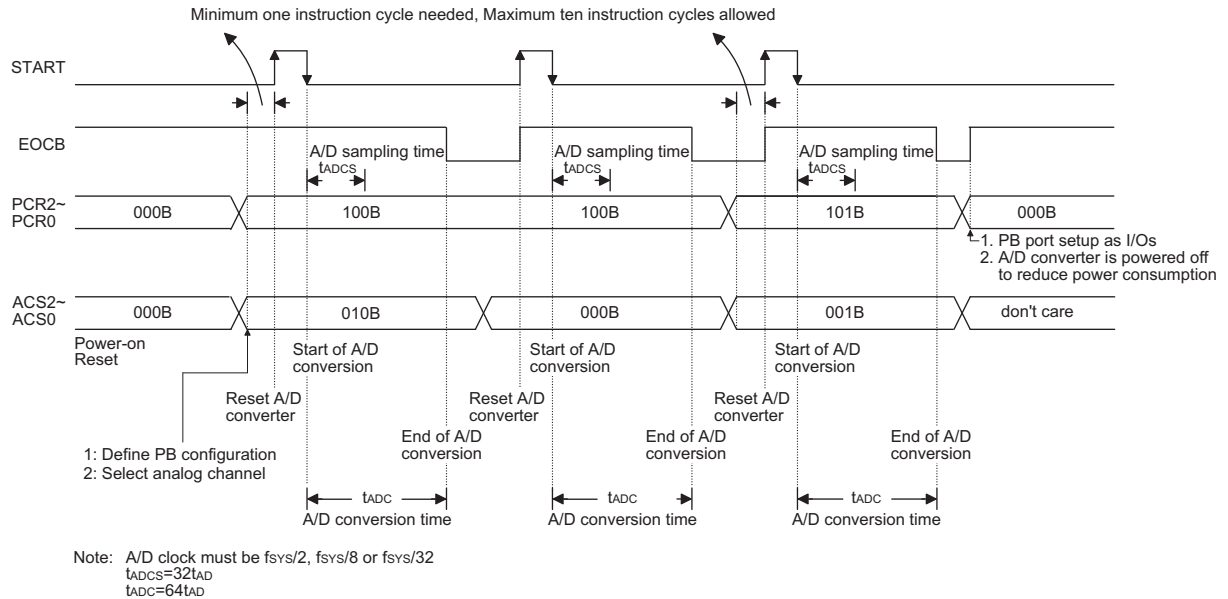 Minimum one instruction cycle needed, Maximum ten instruction cycles allowed
START
EOCB
A/D sampling time
tADCS
A/D sampling time
tADCS
A/D sampling time
tADCS
PCR2~
PCR0
000B
100B
100B
101B
000B
1. PB port setup as I/Os
2. A/D converter is powered off
to reduce power consumption
ACS2~
ACS0
000B
010B
000B
001B
don't care
Power-on
Reset
Start of A/D
conversion
Start of A/D
conversion
Start of A/D
conversion
Reset A/D
converter
Reset A/D
converter
Reset A/D
converter
1: Define PB configuration
2: Select analog channel
End of A/D
conversion
End of A/D
conversion
End of A/D
conversion
tADC
A/D conversion time
tADC
A/D conversion time
tADC
A/D conversion time
Note: A/D clock must be fSYS/2, fSYS/8 or fSYS/32
tADCS=32tAD
tADC=64tAD